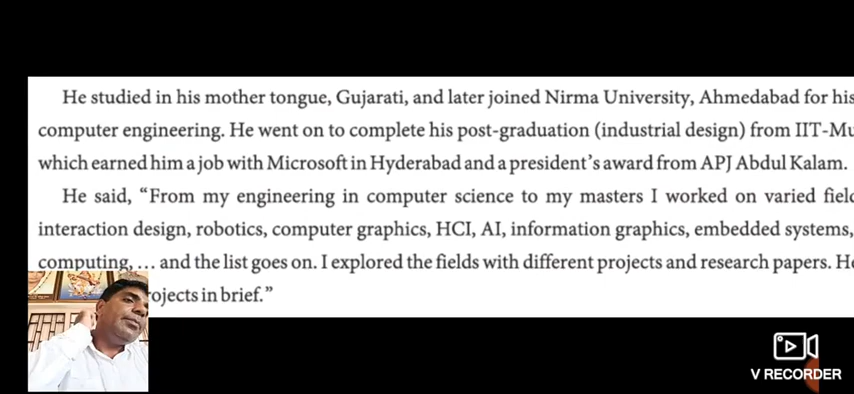 He studied in his mother tongue, Gujarati, and later joined Nirma University, Ahmedabad for his
computer engineering. He went on to complete his post-graduation (industrial design) from IIT-Mu
which earned him a job with Microsoft in Hyderabad and a president's award from APJ Abdul Kalam.
He said, “From my engineering in computer science to my masters I worked on varied field
interaction design, robotics, computer graphics, HCI, AI, information graphics, embedded systems,
computing, … and the list goes on. I explored the fields with different projects and research papers. He
rojects in brief.”
V RECORDER